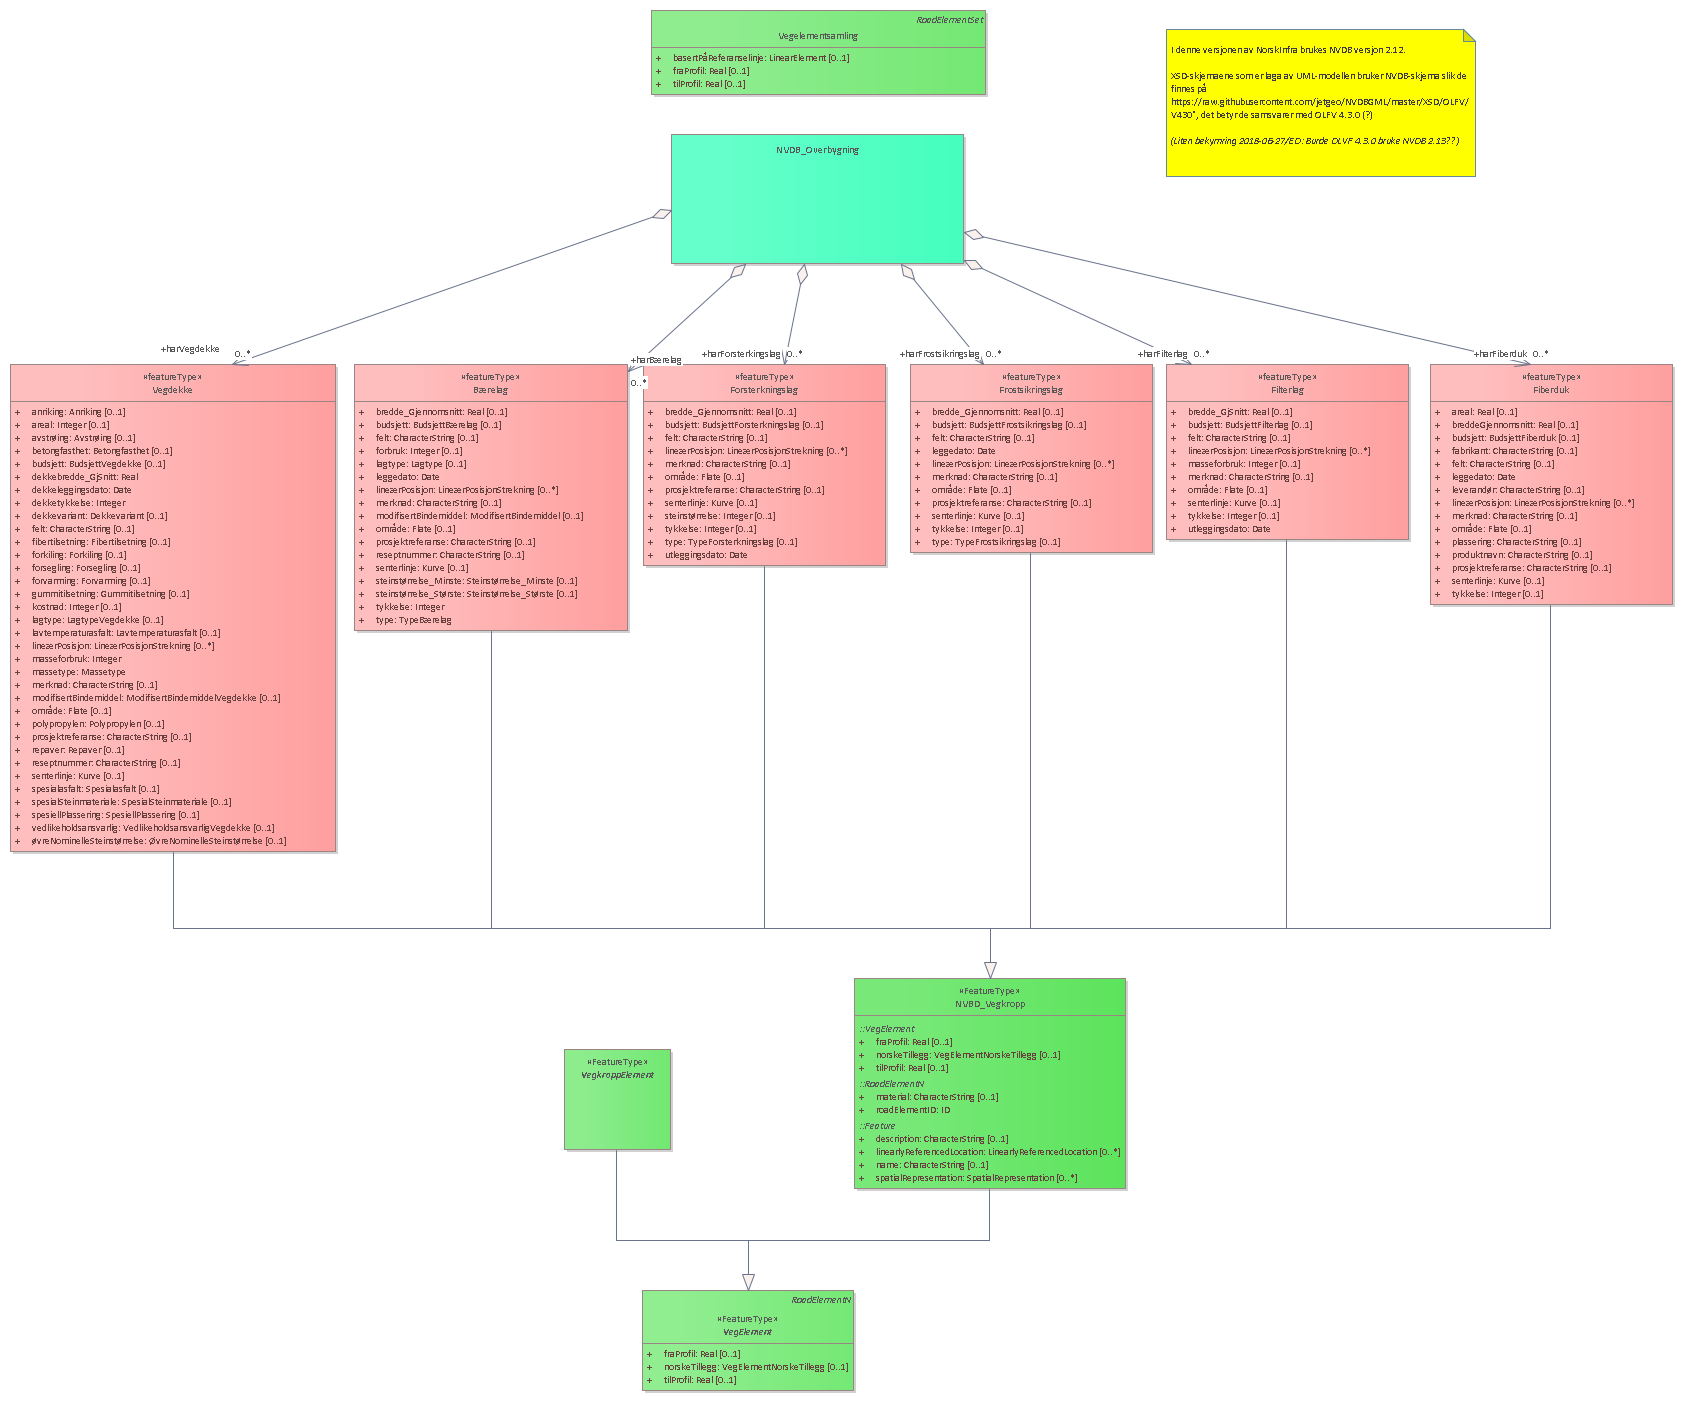 RoadElementSet
Vegelementsamling
+ basertPåReferanselinje: LinearElement [0..1]
+ fraProfil: Real [0..1]
+ tilProfil: Real [0..1]
I denne versjonen av NorskInfra brukes NVDB versjon 2.12.
XSD-skjemaene som er laga av UML-modellen bruker NVDB-skjema slik de
finnes på
https://raw.githubusercontent.com/jetgeo/NVDBGML/master/XSD/OLFV/
V430", det betyr de samsvarer med OLFV 4.3.0 (?)
(Liten bekymring 2018-06-27/EO: Burde OLVF 4.3.0 bruke NVDB 2.13??)
NVDB_Overbygning
+harVegdekke 0..*
+harBærelag
0..*
+harForsterkingslag 0..*
+harFrostsikringslag 0..*
+harFilterlag 0..*
+harFiberduk 0..*
«featureType»
Vegdekke
+ anriking: Anriking [0..1]
+ areal: Integer [0..1]
+ avstrøing: Avstrøing [0..1]
+ betongfasthet: Betongfasthet [0..1]
+ budsjett: BudsjettVegdekke [0..1]
+ dekkebredde_GjSnitt: Real
+ dekkeleggingsdato: Date
+ dekketykkelse: Integer
+ dekkevariant: Dekkevariant [0..1]
+ felt: CharacterString [0..1]
+ fibertilsetning: Fibertilsetning [0..1]
+ forkiling: Forkiling [0..1]
+ forsegling: Forsegling [0..1]
+ forvarming: Forvarming [0..1]
+ gummitilsetning: Gummitilsetning [0..1]
+ kostnad: Integer [0..1]
+ lagtype: LagtypeVegdekke [0..1]
+ lavtemperaturasfalt: Lavtemperaturasfalt [0..1]
+ lineærPosisjon: LineærPosisjonStrekning [0..*]
+ masseforbruk: Integer
+ massetype: Massetype
+ merknad: CharacterString [0..1]
+ modifisertBindemiddel: ModifisertBindemiddelVegdekke [0..1]
+ område: Flate [0..1]
+ polypropylen: Polypropylen [0..1]
+ prosjektreferanse: CharacterString [0..1]
+ repaver: Repaver [0..1]
+ reseptnummer: CharacterString [0..1]
+ senterlinje: Kurve [0..1]
+ spesialasfalt: Spesialasfalt [0..1]
+ spesialSteinmateriale: SpesialSteinmateriale [0..1]
+ spesiellPlassering: SpesiellPlassering [0..1]
+ vedlikeholdsansvarlig: VedlikeholdsansvarligVegdekke [0..1]
+ øvreNominelleSteinstørrelse: ØvreNominelleSteinstørrelse [0..1]
«featureType»
Bærelag
+ bredde_Gjennomsnitt: Real [0..1]
+ budsjett: BudsjettBærelag [0..1]
+ felt: CharacterString [0..1]
+ forbruk: Integer [0..1]
+ lagtype: Lagtype [0..1]
+ leggedato: Date
+ lineærPosisjon: LineærPosisjonStrekning [0..*]
+ merknad: CharacterString [0..1]
+ modifisertBindemiddel: ModifisertBindemiddel [0..1]
+ område: Flate [0..1]
+ prosjektreferanse: CharacterString [0..1]
+ reseptnummer: CharacterString [0..1]
+ senterlinje: Kurve [0..1]
+ steinstørrelse_Minste: Steinstørrelse_Minste [0..1]
+ steinstørrelse_Største: Steinstørrelse_Største [0..1]
+ tykkelse: Integer
+ type: TypeBærelag
«featureType»
Forsterkningslag
+ bredde_Gjennomsnitt: Real [0..1]
+ budsjett: BudsjettForsterkningslag [0..1]
+ felt: CharacterString [0..1]
+ lineærPosisjon: LineærPosisjonStrekning [0..*]
+ merknad: CharacterString [0..1]
+ område: Flate [0..1]
+ prosjektreferanse: CharacterString [0..1]
+ senterlinje: Kurve [0..1]
+ steinstørrelse: Integer [0..1]
+ tykkelse: Integer [0..1]
+ type: TypeForsterkningslag [0..1]
+ utleggingsdato: Date
«featureType»
Frostsikringslag
+ bredde_Gjennomsnitt: Real [0..1]
+ budsjett: BudsjettFrostsikringslag [0..1]
+ felt: CharacterString [0..1]
+ leggedato: Date
+ lineærPosisjon: LineærPosisjonStrekning [0..*]
+ merknad: CharacterString [0..1]
+ område: Flate [0..1]
+ prosjektreferanse: CharacterString [0..1]
+ senterlinje: Kurve [0..1]
+ tykkelse: Integer [0..1]
+ type: TypeFrostsikringslag [0..1]
«featureType»
Filterlag
+ bredde_GjSnitt: Real [0..1]
+ budsjett: BudsjettFilterlag [0..1]
+ felt: CharacterString [0..1]
+ lineærPosisjon: LineærPosisjonStrekning [0..*]
+ masseforbruk: Integer [0..1]
+ merknad: CharacterString [0..1]
+ område: Flate [0..1]
+ senterlinje: Kurve [0..1]
+ tykkelse: Integer [0..1]
+ utleggingsdato: Date
«featureType»
Fiberduk
+ areal: Real [0..1]
+ breddeGjennomsnitt: Real [0..1]
+ budsjett: BudsjettFiberduk [0..1]
+ fabrikant: CharacterString [0..1]
+ felt: CharacterString [0..1]
+ leggedato: Date
+ leverandør: CharacterString [0..1]
+ lineærPosisjon: LineærPosisjonStrekning [0..*]
+ merknad: CharacterString [0..1]
+ område: Flate [0..1]
+ plassering: CharacterString [0..1]
+ produktnavn: CharacterString [0..1]
+ prosjektreferanse: CharacterString [0..1]
+ senterlinje: Kurve [0..1]
+ tykkelse: Integer [0..1]
«FeatureType»
NVBD_Vegkropp
::VegElement
+ fraProfil: Real [0..1]
+ norskeTillegg: VegElementNorskeTillegg [0..1]
+ tilProfil: Real [0..1]
::RoadElementN
+ material: CharacterString [0..1]
+ roadElementID: ID
::Feature
+ description: CharacterString [0..1]
+ linearlyReferencedLocation: LinearlyReferencedLocation [0..*]
+ name: CharacterString [0..1]
+ spatialRepresentation: SpatialRepresentation [0..*]
«FeatureType»
VegkroppElement
RoadElementN
«FeatureType»
VegElement
+ fraProfil: Real [0..1]
+ norskeTillegg: VegElementNorskeTillegg [0..1]
+ tilProfil: Real [0..1]